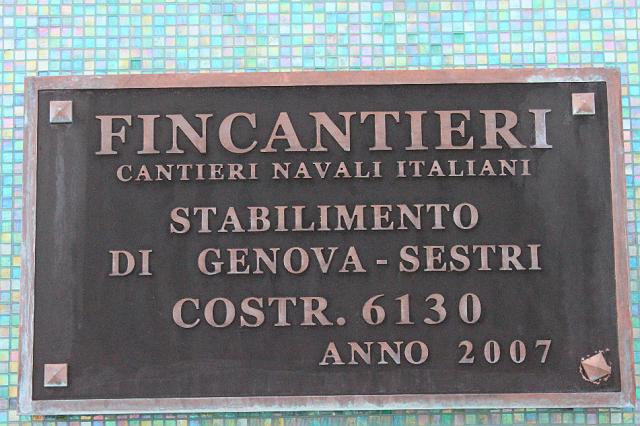 FINCANTIERI
CANTIERI NAVALI ITALIANI
STABILIMENTO
DI GENOVA - SESTRI
COSTR. 6130
ANNO 2007